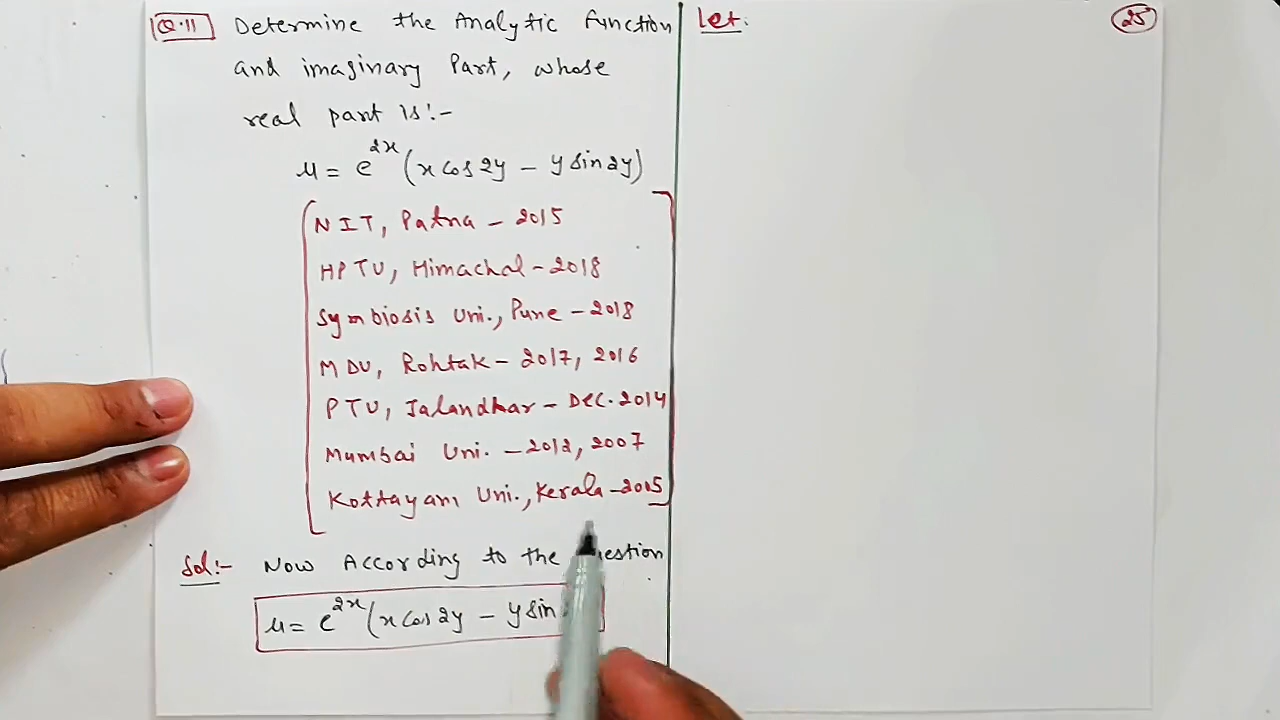 Q.11 Determine the Analytic function
and imaginary Part, whose
real part is:-
u = e^2x (x cos 2y - y sin 2y)
NIT, Patna - 2015
HPTU, Himachal - 2018
Symbiosis Uni., Pune - 2018
MDU, Rohtak - 2017, 2016
PTU, Jalandhar - Dec. 2014
Mumbai Uni. - 2012, 2007
Kottayam Uni., Kerala - 2005
Sol:- Now According to the
u = e^2x (x cos 2y - y sin
Let:
25